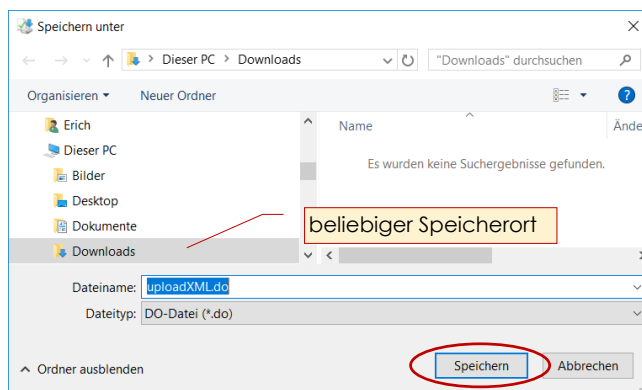 Speichern unter
Dieser PC > Downloads
"Downloads" durchsuchen
Organisieren
Neuer Ordner
Erich
Dieser PC
Bilder
Desktop
Dokumente
Downloads
Name
Ände
Es wurden keine Suchergebnisse gefunden.
beliebiger Speicherort
Dateiname: uploadXML.do
Dateityp: DO-Datei (*.do)
Ordner ausblenden
Speichern
Abbrechen